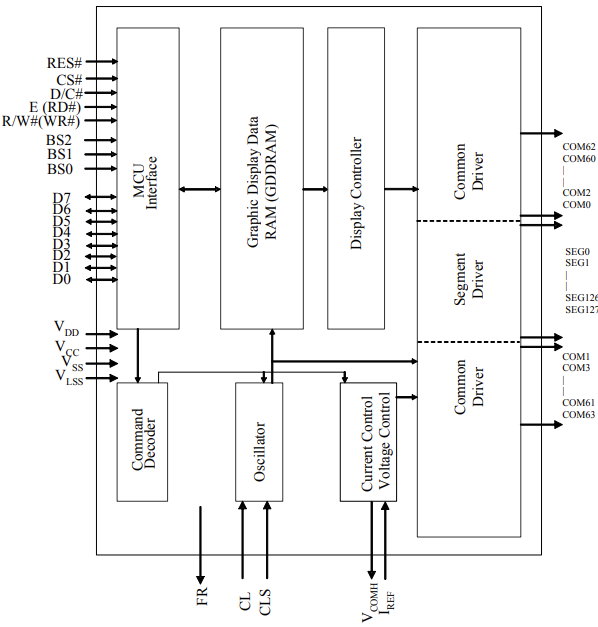 RES#
CS#
D/C#
E (RD#)
R/W#(WR#)
BS2
BS1
BS0
D7
D6
D5
D4
D3
D2
D1
D0
VDD
VCC
VSS
VLSS
MCU
Interface
Graphic Display Data
RAM (GDDRAM)
Display Controller
Common
Driver
Segment
Driver
Common
Driver
COM62
COM60
COM2
COM0
SEG0
SEG1
SEG126
SEG127
COM1
COM3
COM61
COM63
Command
Decoder
Oscillator
Current Control
Voltage Control
FR
CL
CLS
VCOMH
IREF